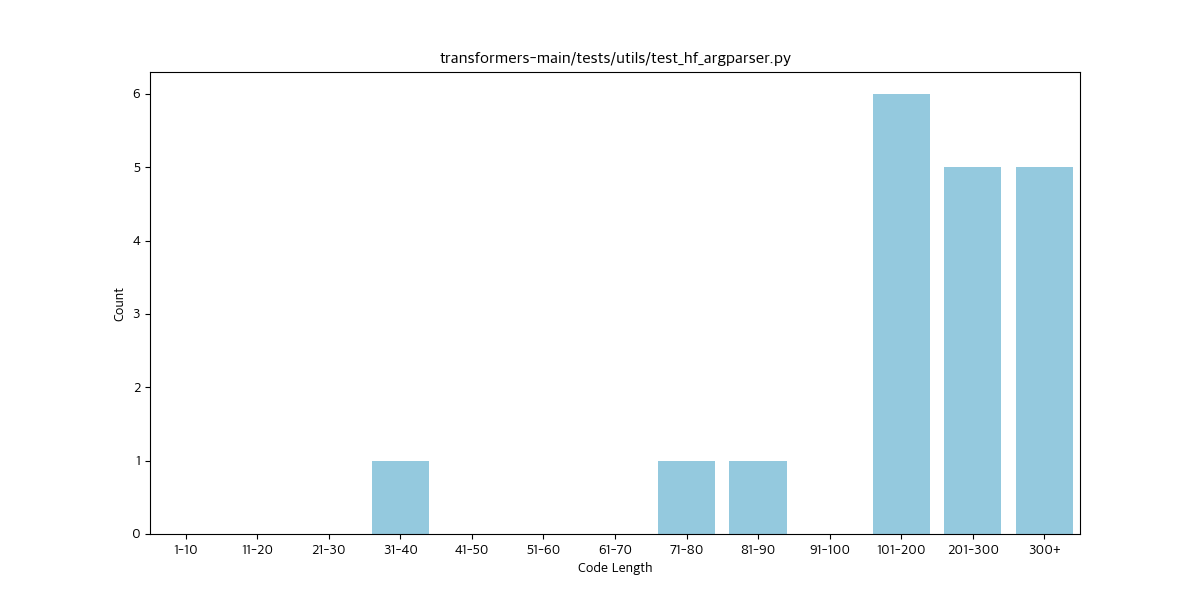 transformers-main/tests/utils/test_hf_argparser.py
6
5
4
3
2
1
0
Count
1-10 11-20 21-30 31-40 41-50 51-60 61-70 71-80 81-90 91-100 101-200 201-300 300+
Code Length